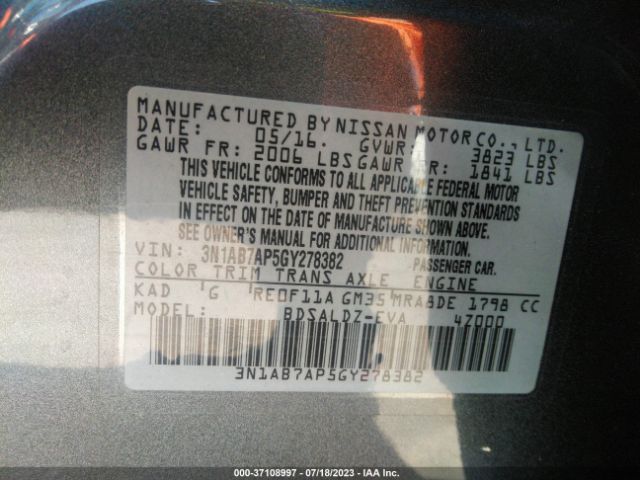 MANUFACTURED BY NISSAN MOTOR CO., LTD.
DATE: 05/16. GVWR: 3823 LBS
GAWR FR: 2006 LBS GAWR RR: 1841 LBS
THIS VEHICLE CONFORMS TO ALL APPLICABLE FEDERAL MOTOR
VEHICLE SAFETY, BUMPER AND THEFT PREVENTION STANDARDS
IN EFFECT ON THE DATE OF MANUFACTURE SHOWN ABOVE.
SEE OWNER'S MANUAL FOR ADDITIONAL INFORMATION.
VIN: 3N1AB7AP5GY278382 PASSENGER CAR.
COLOR TRIM TRANS AXLE ENGINE
KAD G RE0F11A GM35 MRA8DE 1798 CC
MODEL: BDSALDZ-EVA 4Z000
3N1AB7AP5GY278382
000-37108997 / 07/18/2023 / IAA Inc.